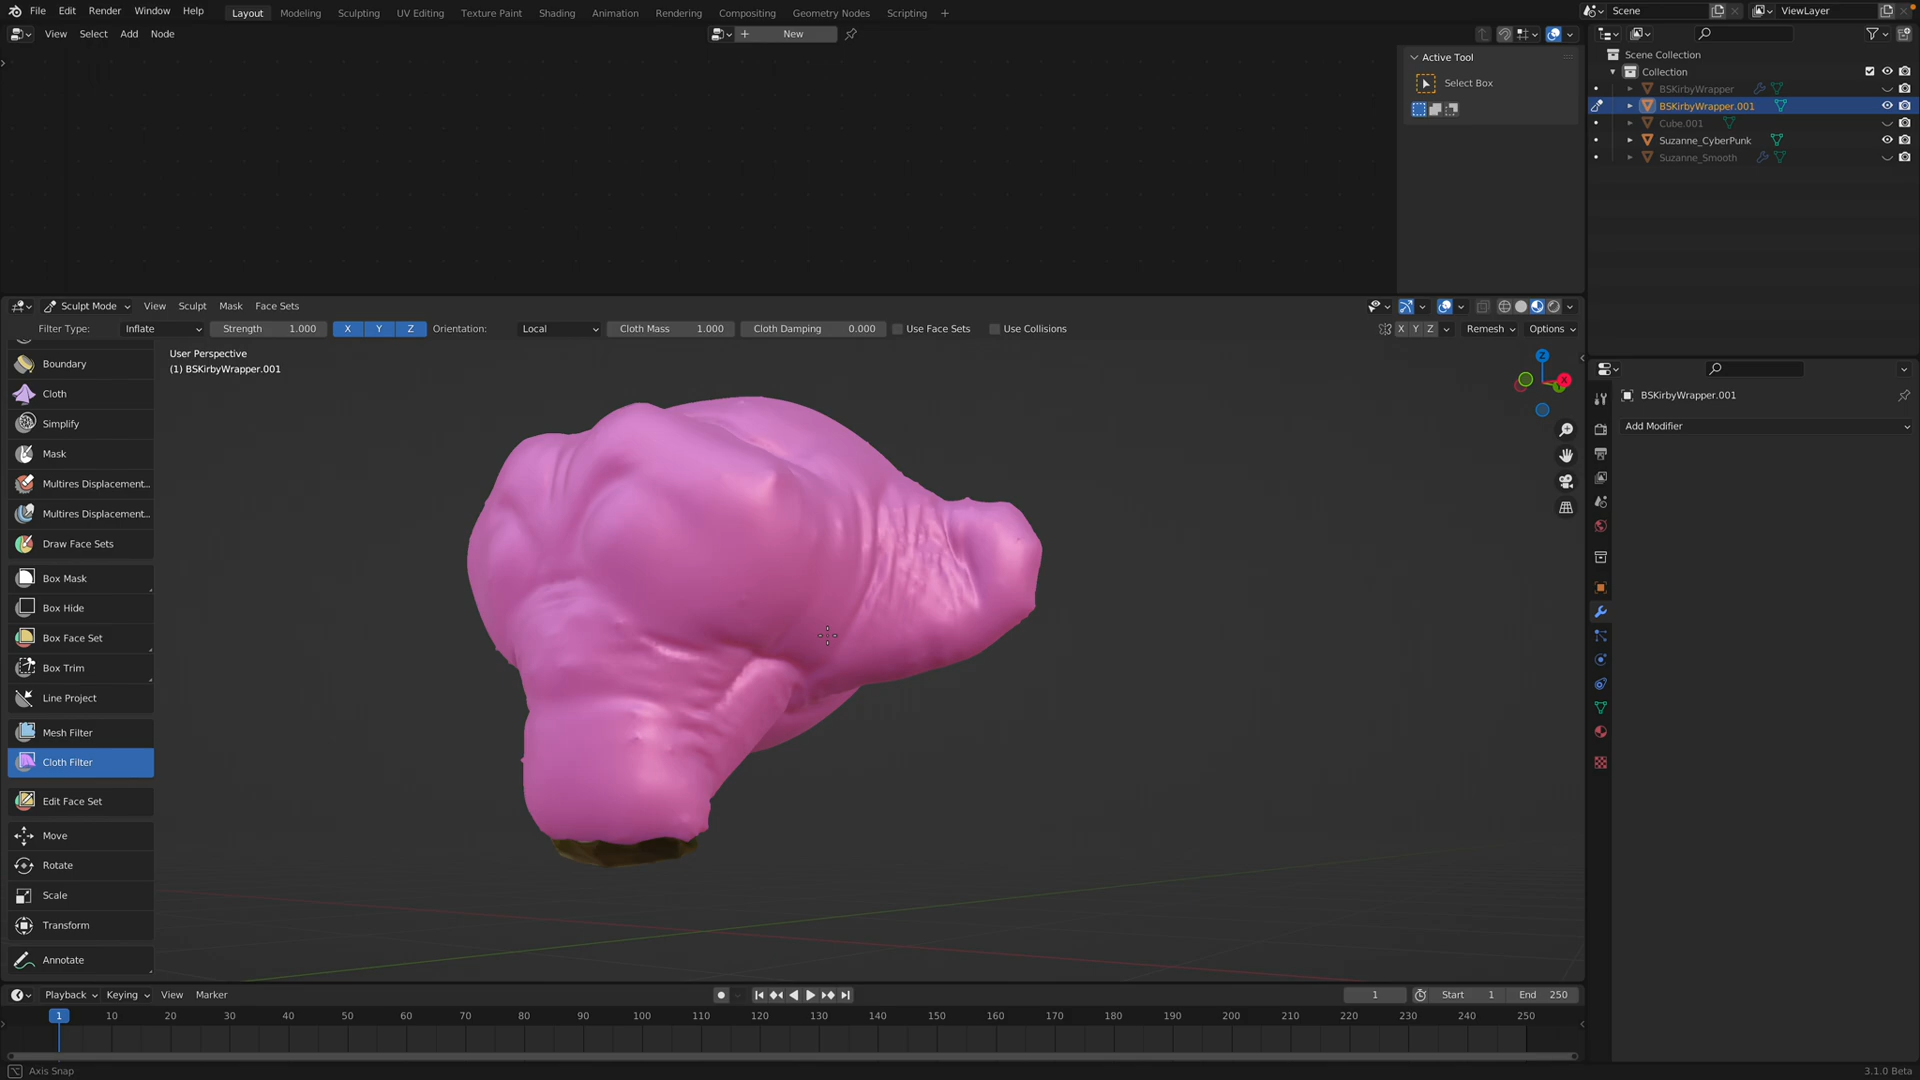 File Edit Render Window Help Layout Modeling Sculpting UV Editing Texture Paint Shading Animation Rendering Compositing Geometry Nodes Scripting + Scene ViewLayer
View Select Add Node + New
Active Tool
Select Box
Scene Collection
Collection
BSKirbyWrapper
BSKirbyWrapper.001
Cube.001
Suzanne_CyberPunk
Suzanne_Smooth
Sculpt Mode View Sculpt Mask Face Sets
Filter Type: Inflate Strength 1.000 X Y Z Orientation: Local Cloth Mass 1.000 Cloth Damping 0.000 Use Face Sets Use Collisions X Y Z Remesh Options
User Perspective
(1) BSKirbyWrapper.001
Z
X
Boundary
Cloth
Simplify
Mask
Multires Displacement...
Multires Displacement...
Draw Face Sets
Box Mask
Box Hide
Box Face Set
Box Trim
Line Project
Mesh Filter
Cloth Filter
Edit Face Set
Move
Rotate
Scale
Transform
Annotate
BSKirbyWrapper.001
Add Modifier
Playback Keying View Marker 1 Start 1 End 250
1 10 20 30 40 50 60 70 80 90 100 110 120 130 140 150 160 170 180 190 200 210 220 230 240 250
Axis Snap 3.1.0 Beta